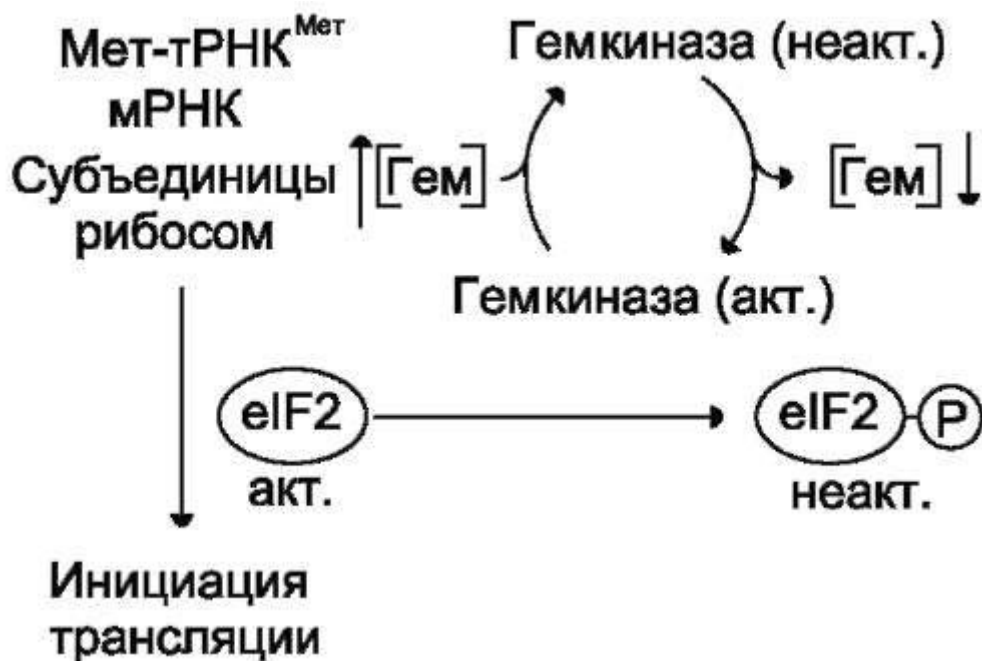 Мет-тРНК^Мет
мРНК
Субъединицы
рибосом
Гемкиназа (неакт.)
[Гем]
[Гем]
Гемкиназа (акт.)
eIF2
акт.
eIF2-P
неакт.
Инициация
трансляции